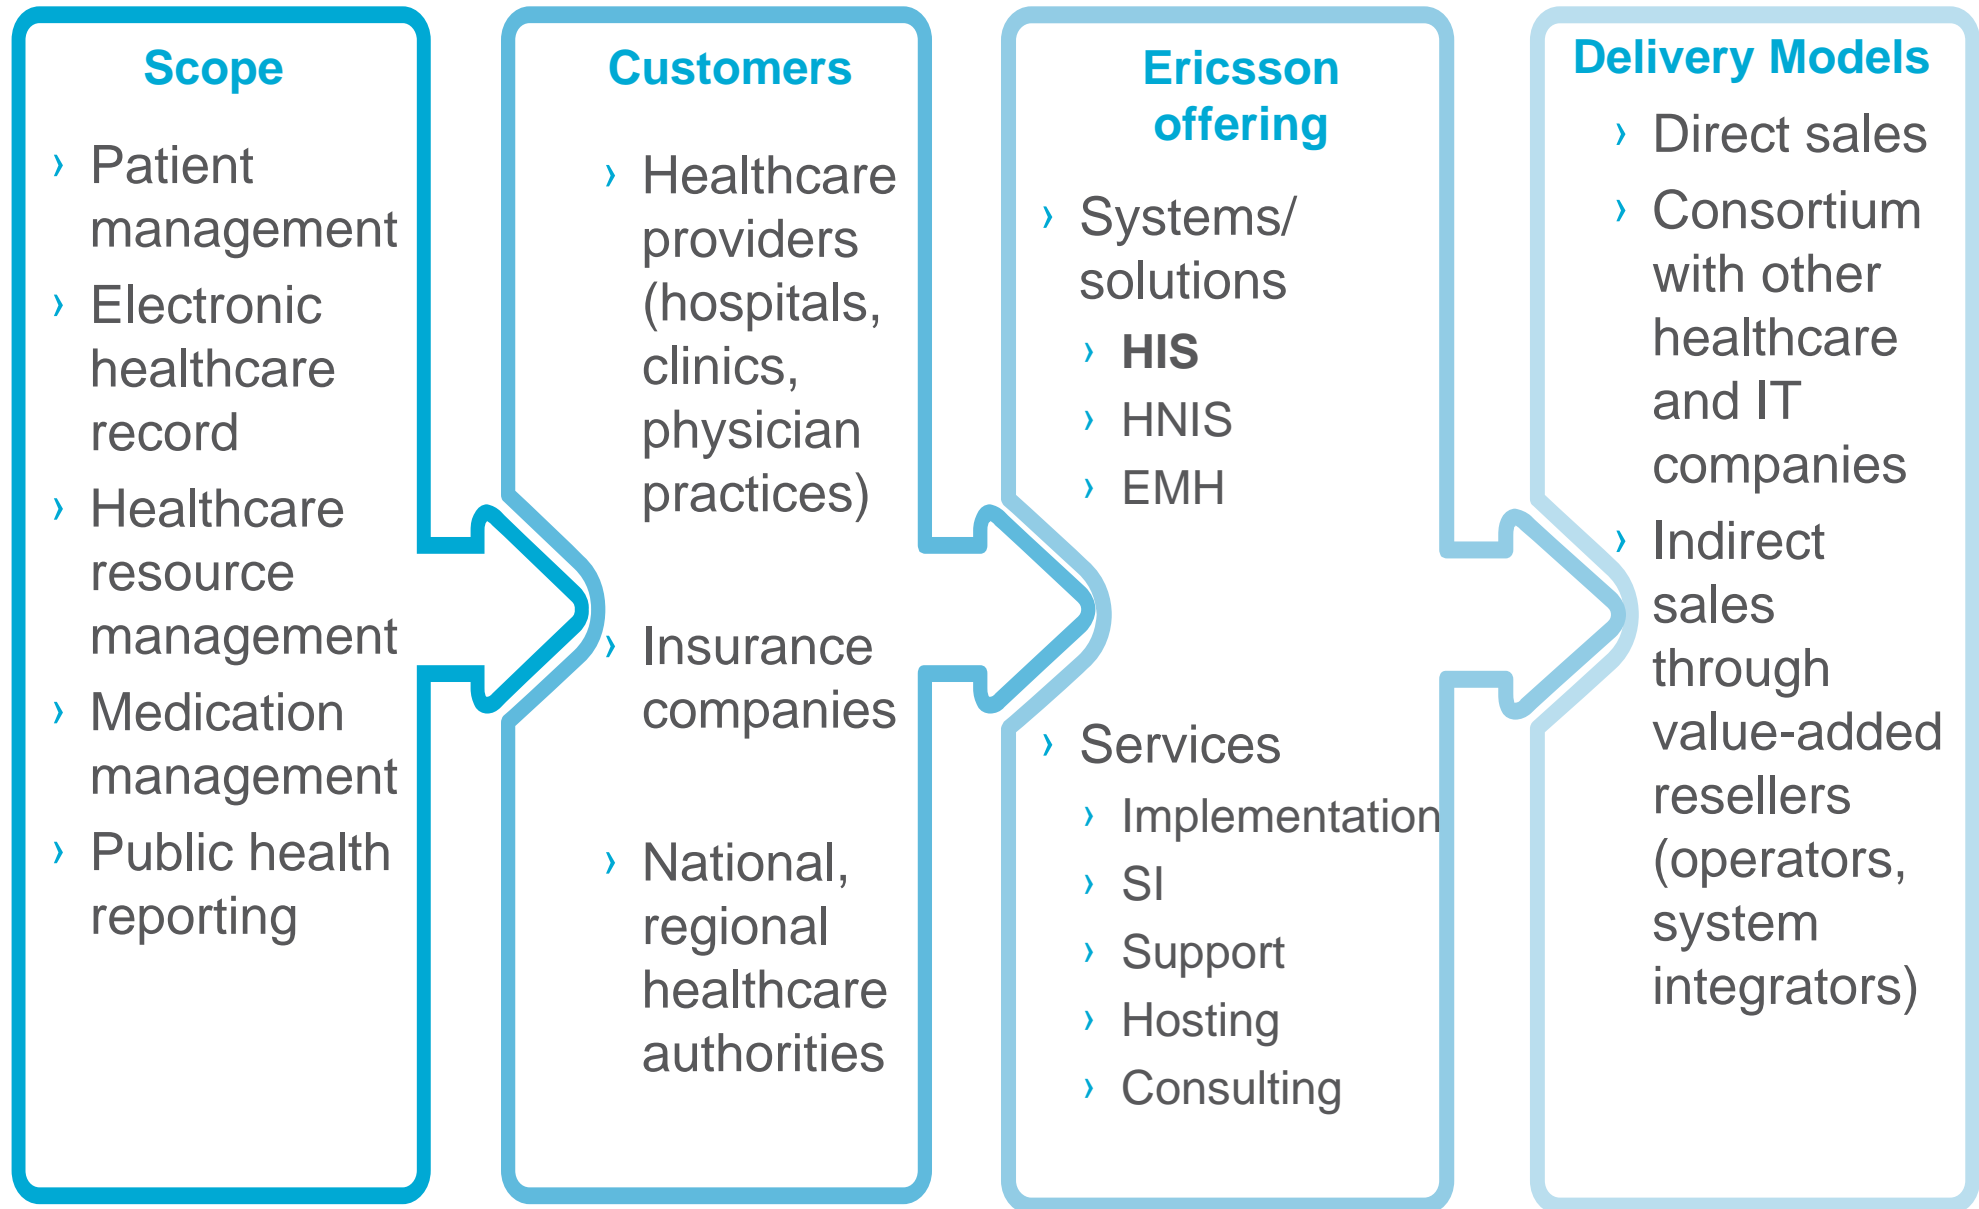 Scope
› Patient
management
› Electronic
healthcare
record
› Healthcare
resource
management
› Medication
management
› Public health
reporting
Customers
› Healthcare
providers
(hospitals,
clinics,
physician
practices)
› Insurance
companies
› National,
regional
healthcare
authorities
Ericsson
offering
› Systems/
solutions
› HIS
› HNIS
› EMH
› Services
› Implementation
› SI
› Support
› Hosting
› Consulting
Delivery Models
› Direct sales
› Consortium
with other
healthcare
and IT
companies
› Indirect
sales
through
value-added
resellers
(operators,
system
integrators)